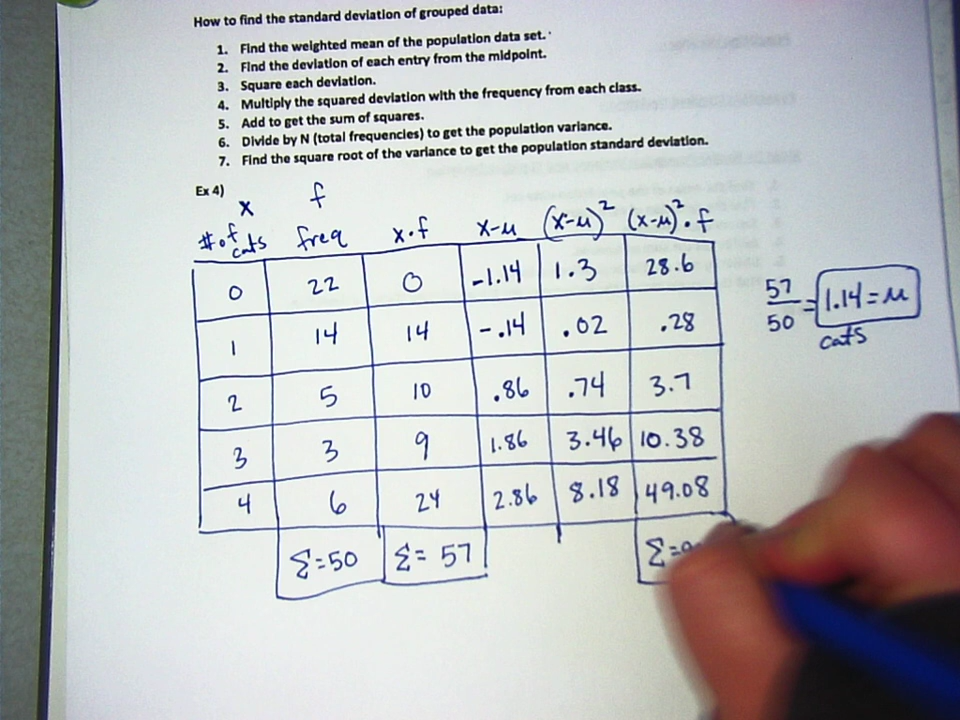 How to find the standard deviation of grouped data:
1. Find the weighted mean of the population data set.
2. Find the deviation of each entry from the midpoint.
3. Square each deviation.
4. Multiply the squared deviation with the frequency from each class.
5. Add to get the sum of squares.
6. Divide by N (total frequencies) to get the population variance.
7. Find the square root of the variance to get the population standard deviation.
Ex 4)
x f
# of cats freq x·f x-μ (x-μ)² (x-μ)²·f
0 22 0 -1.14 1.3 28.6
1 14 14 -.14 .02 .28
2 5 10 .86 .74 3.7
3 3 9 1.86 3.46 10.38
4 6 24 2.86 8.18 49.08
Σ=50 Σ= 57 Σ=
57/50 = 1.14=μ
cats